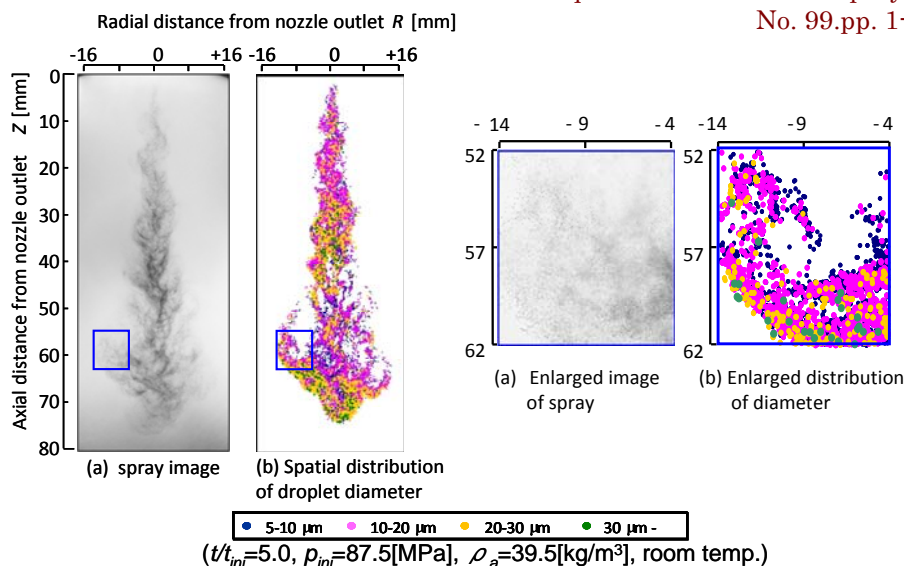 No. 99.pp. 1
Radial distance from nozzle outlet R [mm]
-16 0 +16 -16 0 +16
Axial distance from nozzle outlet Z [mm]
0
10
20
30
40
50
60
70
80
(a) spray image
(b) Spatial distribution
of droplet diameter
- 14 - 9 - 4
52
57
62
(a) Enlarged image
of spray
-14 -9 -4
52
57
62
(b) Enlarged distribution
of diameter
5-10 μm 10-20 μm 20-30 μm 30 μm -
(t/t_inj=5.0, p_inj=87.5[MPa], ρ_a=39.5[kg/m³], room temp.)